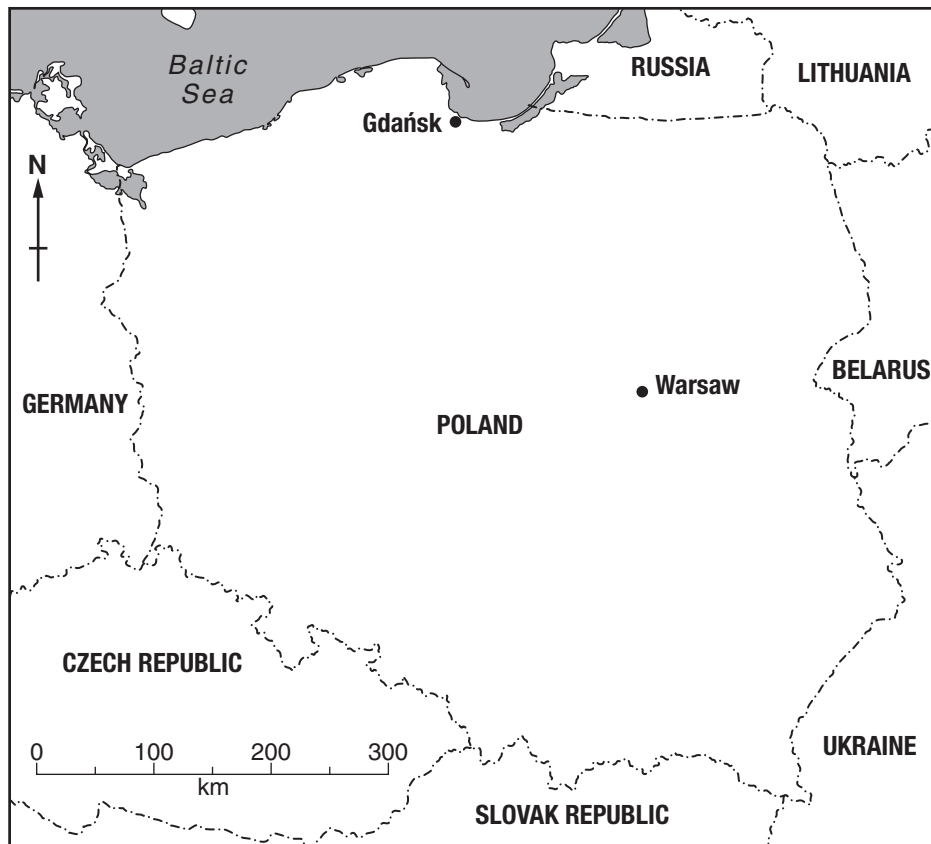 Baltic
Sea
RUSSIA
LITHUANIA
Gdańsk
N
BELARUS
Warsaw
GERMANY
POLAND
CZECH REPUBLIC
0 100 200 300
km
UKRAINE
SLOVAK REPUBLIC